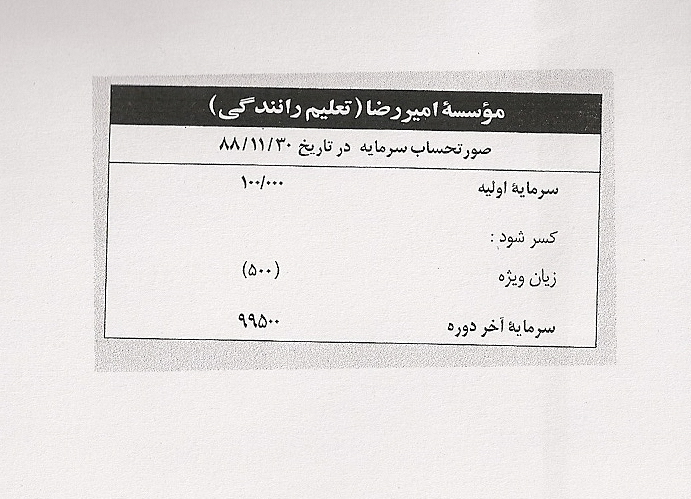 مؤسسهٔ امیررضا (تعلیم رانندگی)
صورتحساب سرمایه در تاریخ ۸۸/۱۱/۳۰
سرمایهٔ اولیه ۱۰۰/۰۰۰
کسر شود :
زیان ویژه (۵۰۰)
سرمایهٔ آخر دوره ۹۹۵۰۰